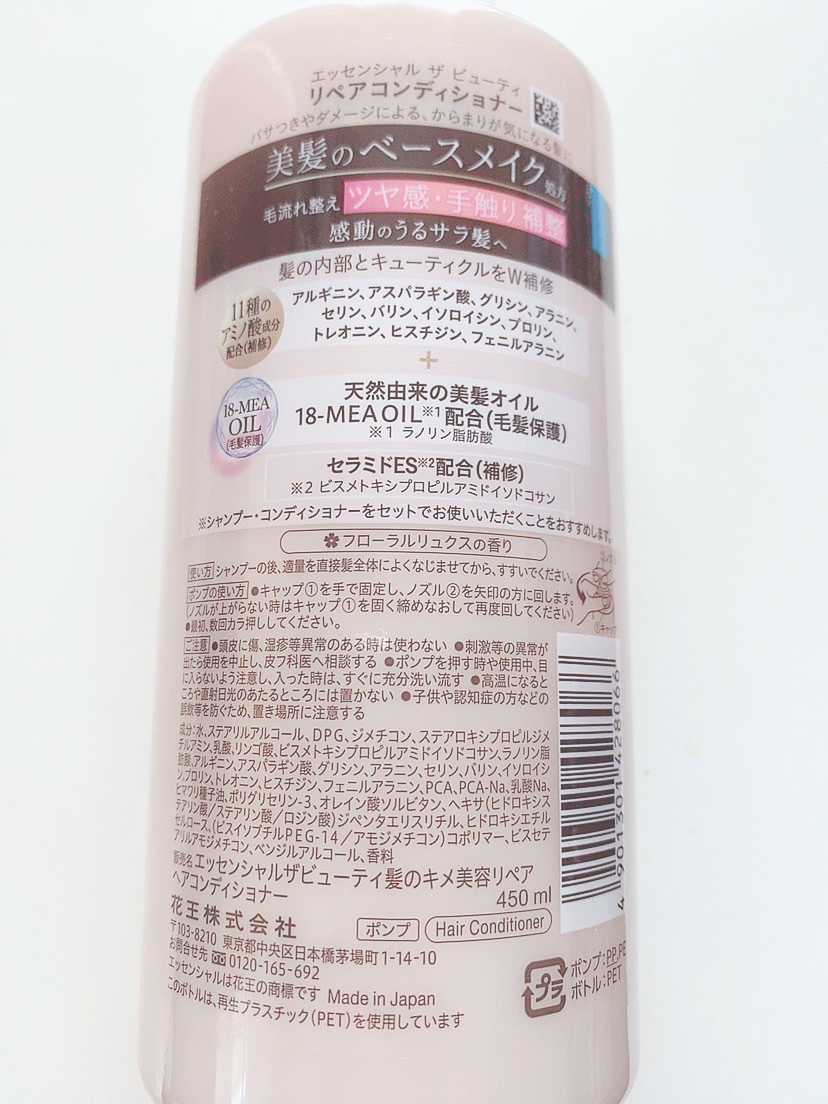 エッセンシャル ザ ビューティ
リペアコンディショナー
パサつきやダメージによる、からまりが気になる髪に
美髪のベースメイク処方
毛流れ整え ツヤ感・手触り補整
感動のうるサラ髪へ
髪の内部とキューティクルをW補修
11種の
アミノ酸成分
配合(補修)
アルギニン、アスパラギン酸、グリシン、アラニン、
セリン、バリン、イソロイシン、プロリン、
トレオニン、ヒスチジン、フェニルアラニン
+
18-MEA
OIL
(毛髪保護)
天然由来の美髪オイル
18-MEA OIL※1配合(毛髪保護)
※1 ラノリン脂肪酸
セラミドES※2配合(補修)
※2 ビスメトキシプロピルアミドイソドコサン
※シャンプー・コンディショナーをセットでお使いいただくことをおすすめします。
フローラルリュクスの香り
使い方 シャンプーの後、適量を直接髪全体によくなじませてから、すすいでください。
ポンプの使い方 ●キャップ①を手で固定し、ノズル②を矢印の方に回します。
(ノズルが上がらない時はキャップ①を固く締めなおして再度回してください)
●最初、数回カラ押ししてください。
ご注意 ●頭皮に傷、湿疹等異常のある時は使わない ●刺激等の異常が
出たら使用を中止し、皮フ科医へ相談する ●ポンプを押す時や使用中、目
に入らないよう注意し、入った時は、すぐに充分洗い流す ●高温になると
ころや直射日光のあたるところには置かない ●子供や認知症の方などの
誤飲等を防ぐため、置き場所に注意する
成分:水、ステアリルアルコール、DPG、ジメチコン、ステアロキシプロピルジメ
チルアミン、乳酸、リンゴ酸、ビスメトキシプロピルアミドイソドコサン、ラノリン脂
肪酸、アルギニン、アスパラギン酸、グリシン、アラニン、セリン、バリン、イソロイシ
ン、プロリン、トレオニン、ヒスチジン、フェニルアラニン、PCA、PCA-Na、乳酸Na、
ヒマワリ種子油、ポリグリセリン-3、オレイン酸ソルビタン、ヘキサ(ヒドロキシス
テアリン酸/ステアリン酸/ロジン酸)ジペンタエリスリチル、ヒドロキシエチル
セルロース、(ビスイソブチルPEG-14/アモジメチコン)コポリマー、ビスセテ
アリルアモジメチコン、ベンジルアルコール、香料
販売名 エッセンシャルザビューティ髪のキメ美容リペア
ヘアコンディショナー
450 ml
花王株式会社
ポンプ Hair Conditioner
〒103-8210 東京都中央区日本橋茅場町1-14-10
お問合せ先 0120-165-692
エッセンシャルは花王の商標です Made in Japan
このボトルは、再生プラスチック(PET)を使用しています
プラ
ポンプ:PP,PE
ボトル:PET
4 901301 428066